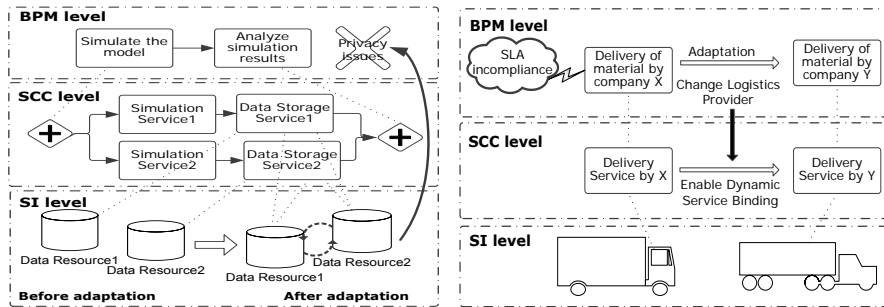 BPM level
Simulate the
model
Analyze
simulation
results
Privacy
issues
SCC level
Simulation
Service1
Data Storage
Service1
Simulation
Service2
Data Storage
Service2
SI level
Data Resource1
Data Resource2
Data Resource1
Data Resource2
Before adaptation
After adaptation
BPM level
SLA
incompliance
Delivery of
material by
company X
Adaptation
Change Logistics
Provider
Delivery of
material by
company Y
SCC level
Delivery
Service by X
Enable Dynamic
Service Binding
Delivery
Service by Y
SI level